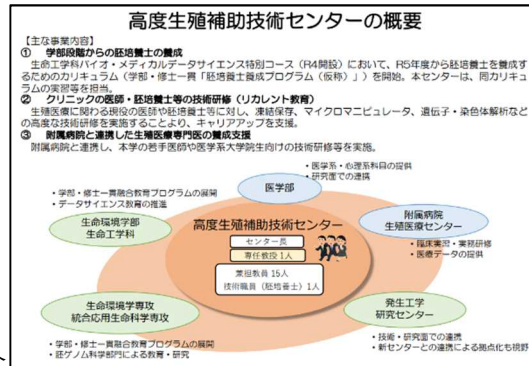 高度生殖補助技術センターの概要
【主な事業内容】
① 学部段階からの胚培養士の養成
生命工学科バイオ・メディカルデータサイエンス特別コース（R4開設）において、R5年度から胚培養士を養成す
るためのカリキュラム（学部・修士一貫「胚培養士養成プログラム（仮称）」）を開始。本センターは、同カリキュ
ラムの実習等を担当。
② クリニックの医師・胚培養士等の技術研修（リカレント教育）
生殖医療に関わる現役の医師や胚培養士等に対し、凍結保存、マイクロマニピュレータ、遺伝子・染色体解析など
の高度な技術研修を実施することより、キャリアアップを支援。
③ 附属病院と連携した生殖医療専門医の養成支援
附属病院と連携し、本学の若手医師や医学系大学院生向けの技術研修等を実施。
医学部
・医学系・心理系科目の提供
・研究面での連携
・学部・修士一貫融合教育プログラムの展開
・データサイエンス教育の推進
生命環境学部
生命工学科
高度生殖補助技術センター
センター長
専任教授 1人
兼担教員 15人
技術職員（胚培養士）1人
附属病院
生殖医療センター
・臨床実習・実務研修
・医療データの提供
生命環境学専攻
統合応用生命科学専攻
・学部・修士一貫融合教育プログラムの展開
・胚ゲノム科学部門による教育・研究
発生工学
研究センター
・技術・研究面での連携
・新センターとの連携による拠点化も視野